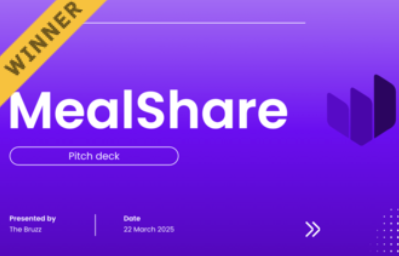 WINNER
MealShare
Pitch deck
Presented by
The Bruzz
Date
22 March 2025